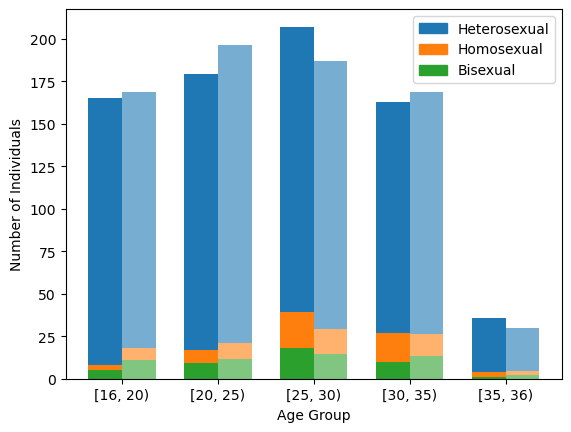 200
175
150
125
100
75
50
25
0
Number of Individuals
Heterosexual
Homosexual
Bisexual
[16, 20)
[20, 25)
[25, 30)
[30, 35)
[35, 36)
Age Group